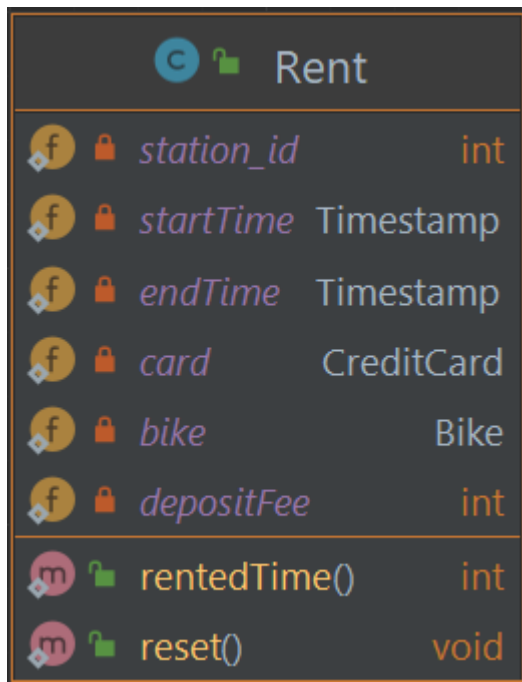 C Rent
f station_id int
f startTime Timestamp
f endTime Timestamp
f card CreditCard
f bike Bike
f depositFee int
m rentedTime() int
m reset() void